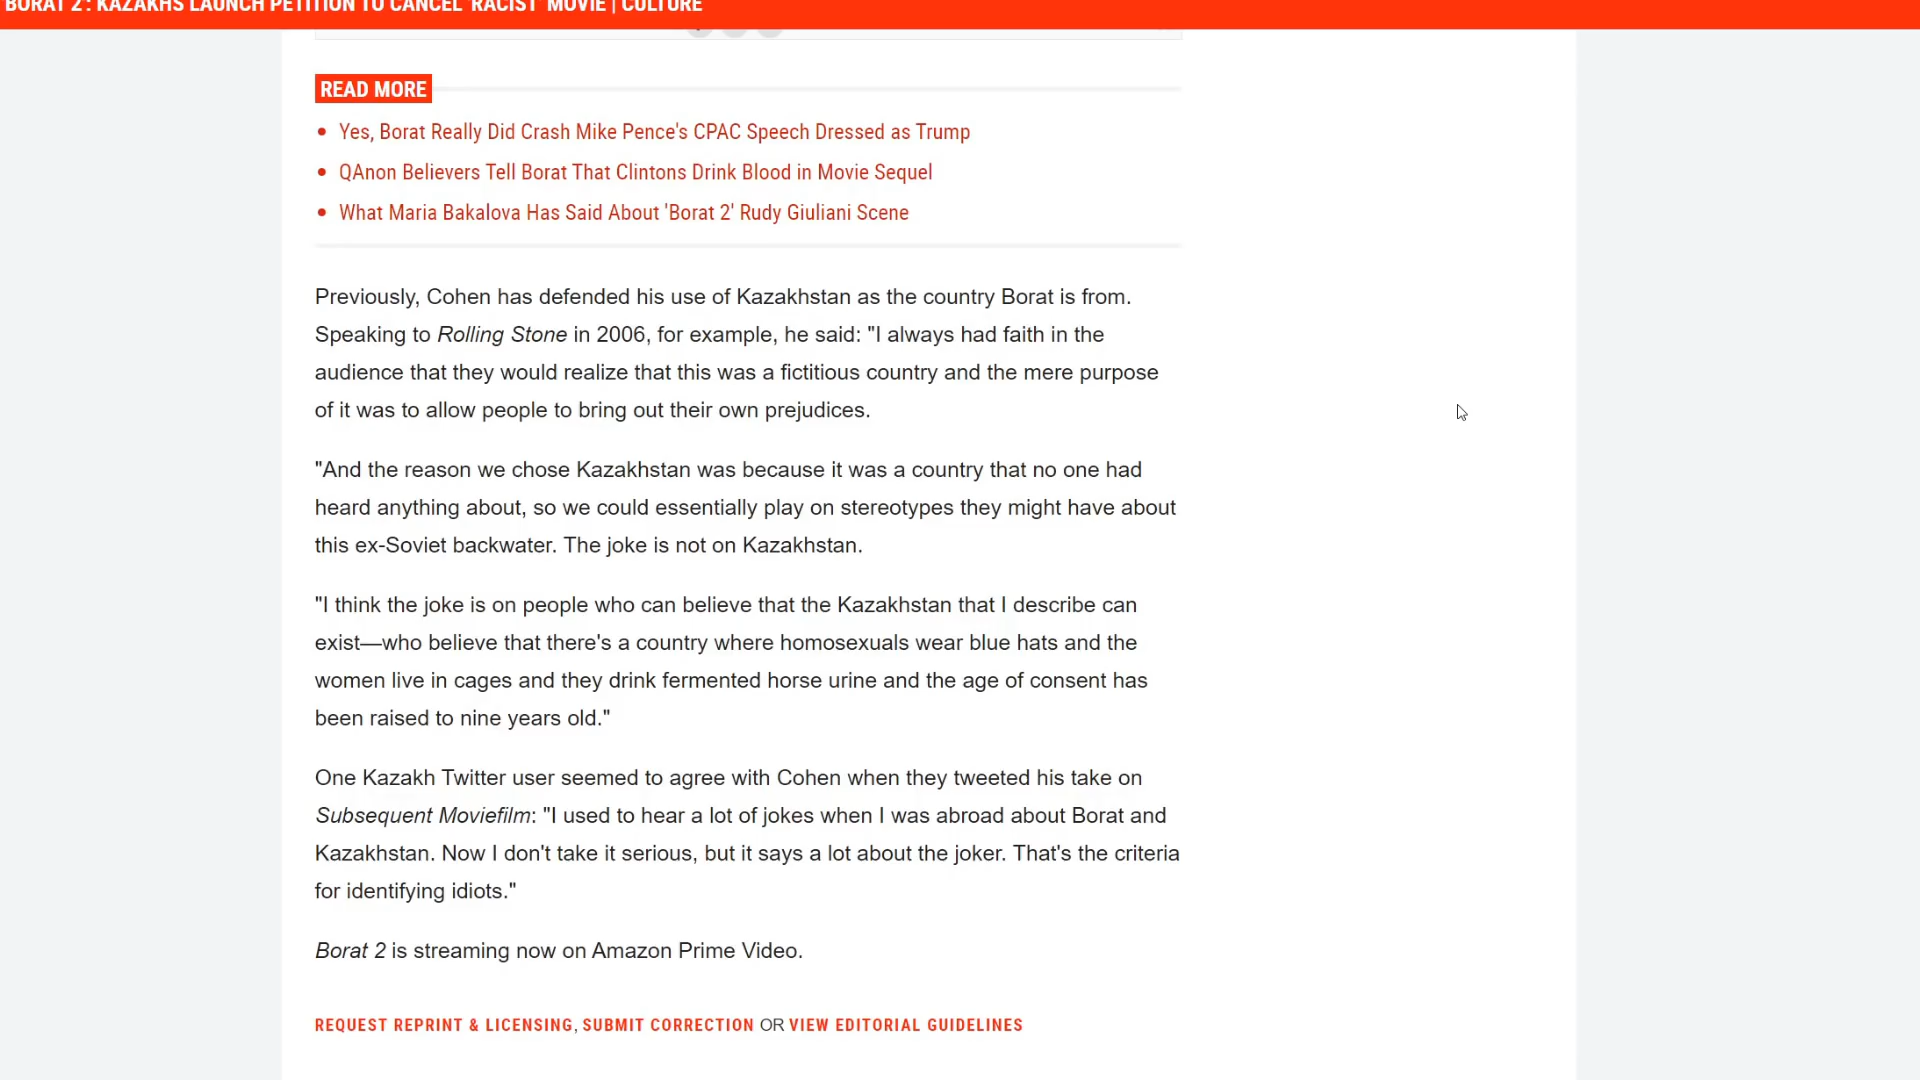 BORAT 2': KAZAKHS LAUNCH PETITION TO CANCEL 'RACIST' MOVIE | CULTURE
READ MORE
Yes, Borat Really Did Crash Mike Pence's CPAC Speech Dressed as Trump
QAnon Believers Tell Borat That Clintons Drink Blood in Movie Sequel
What Maria Bakalova Has Said About 'Borat 2' Rudy Giuliani Scene
Previously, Cohen has defended his use of Kazakhstan as the country Borat is from.
Speaking to Rolling Stone in 2006, for example, he said: "I always had faith in the
audience that they would realize that this was a fictitious country and the mere purpose
of it was to allow people to bring out their own prejudices.
"And the reason we chose Kazakhstan was because it was a country that no one had
heard anything about, so we could essentially play on stereotypes they might have about
this ex-Soviet backwater. The joke is not on Kazakhstan.
"I think the joke is on people who can believe that the Kazakhstan that I describe can
exist—who believe that there's a country where homosexuals wear blue hats and the
women live in cages and they drink fermented horse urine and the age of consent has
been raised to nine years old."
One Kazakh Twitter user seemed to agree with Cohen when they tweeted his take on
Subsequent Moviefilm: "I used to hear a lot of jokes when I was abroad about Borat and
Kazakhstan. Now I don't take it serious, but it says a lot about the joker. That's the criteria
for identifying idiots."
Borat 2 is streaming now on Amazon Prime Video.
REQUEST REPRINT & LICENSING, SUBMIT CORRECTION OR VIEW EDITORIAL GUIDELINES